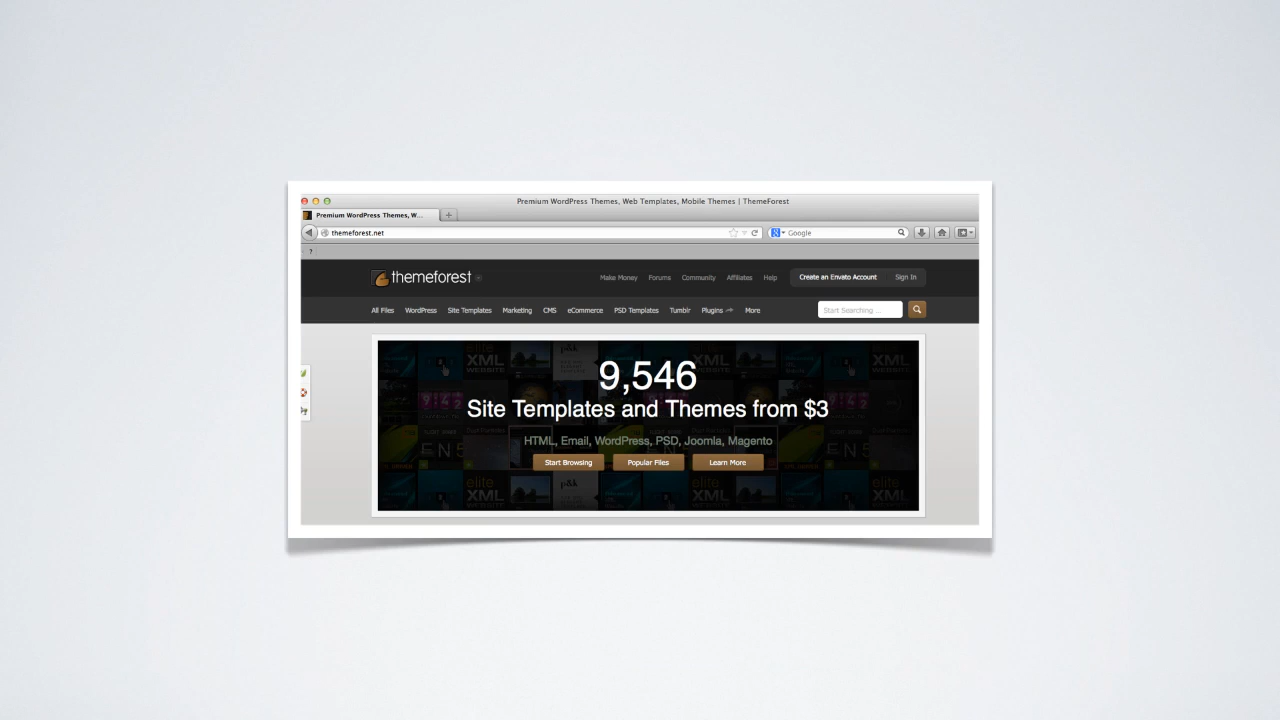 Premium WordPress Themes, Web Templates, Mobile Themes | ThemeForest
Premium WordPress Themes, W...
themeforest.net
Google
?
themeforest
Make Money Forums Community Affiliates Help Create an Envato Account Sign In
All Files WordPress Site Templates Marketing CMS eCommerce PSD Templates Tumblr Plugins More
Start Searching ...
9,546
Site Templates and Themes from $3
HTML, Email, WordPress, PSD, Joomla, Magento
Start Browsing Popular Files Learn More